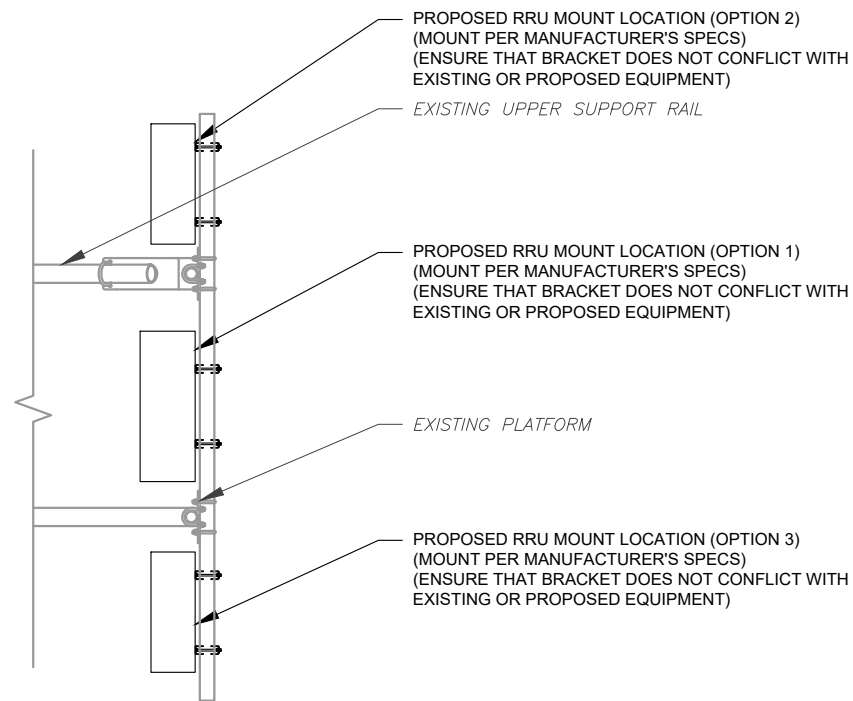 PROPOSED RRU MOUNT LOCATION (OPTION 2)
(MOUNT PER MANUFACTURER'S SPECS)
(ENSURE THAT BRACKET DOES NOT CONFLICT WITH
EXISTING OR PROPOSED EQUIPMENT)
EXISTING UPPER SUPPORT RAIL
PROPOSED RRU MOUNT LOCATION (OPTION 1)
(MOUNT PER MANUFACTURER'S SPECS)
(ENSURE THAT BRACKET DOES NOT CONFLICT WITH
EXISTING OR PROPOSED EQUIPMENT)
EXISTING PLATFORM
PROPOSED RRU MOUNT LOCATION (OPTION 3)
(MOUNT PER MANUFACTURER'S SPECS)
(ENSURE THAT BRACKET DOES NOT CONFLICT WITH
EXISTING OR PROPOSED EQUIPMENT)